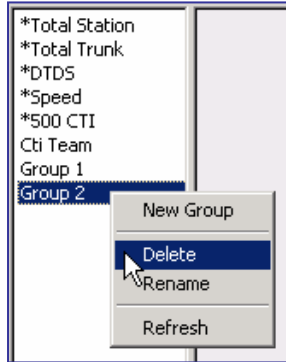 *Total Station
*Total Trunk
*DTDS
*Speed
*500 CTI
Cti Team
Group 1
Group 2
New Group
Delete
Rename
Refresh